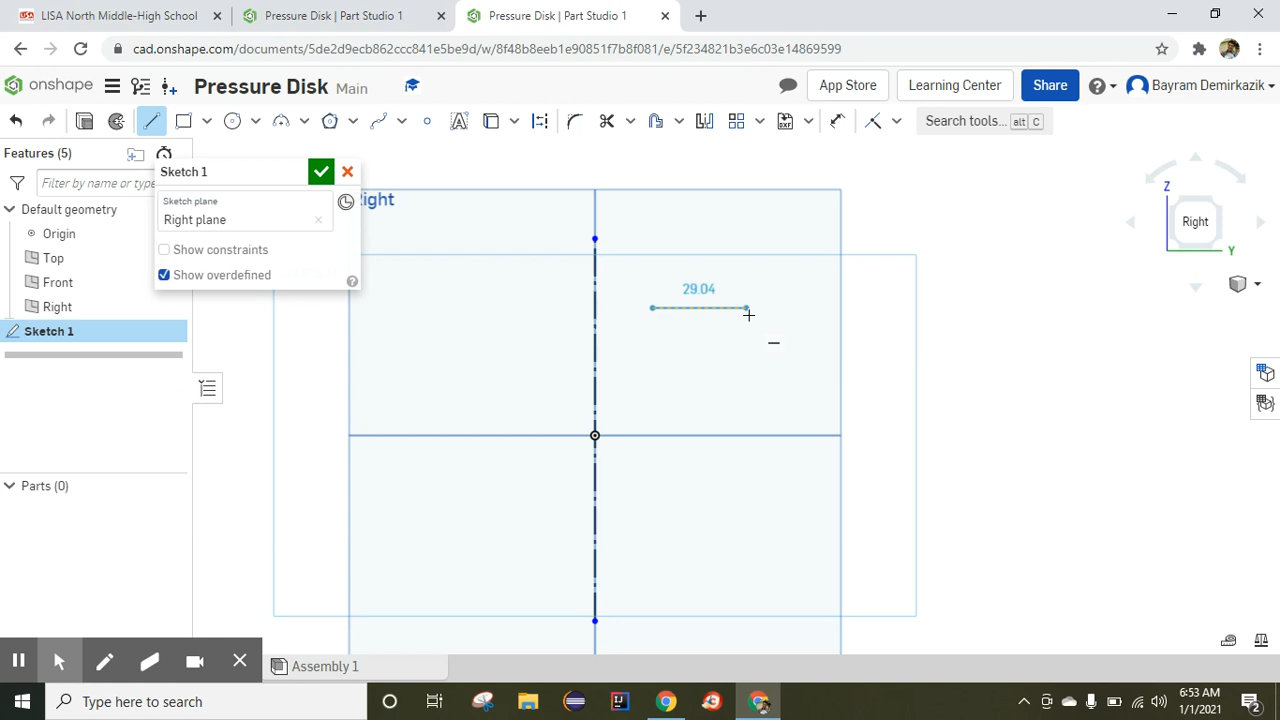 LISA North Middle-High School
Pressure Disk | Part Studio 1
Pressure Disk | Part Studio 1
cad.onshape.com/documents/5de2d9ecb862ccc841e5be9d/w/8f48b8eeb1e90851f7b8f081/e/5f234821b3e6c03e14869599
onshape
Pressure Disk Main
App Store
Learning Center
Share
Bayram Demirkazik
Search tools... alt C
Features (5)
Filter by name or type
Default geometry
Origin
Top
Front
Right
Sketch 1
Parts (0)
Sketch 1
Sketch plane
Right plane
Show constraints
Show overdefined
Right
29.04
Z
Right
Y
Assembly 1
Type here to search
6:53 AM
1/1/2021
2